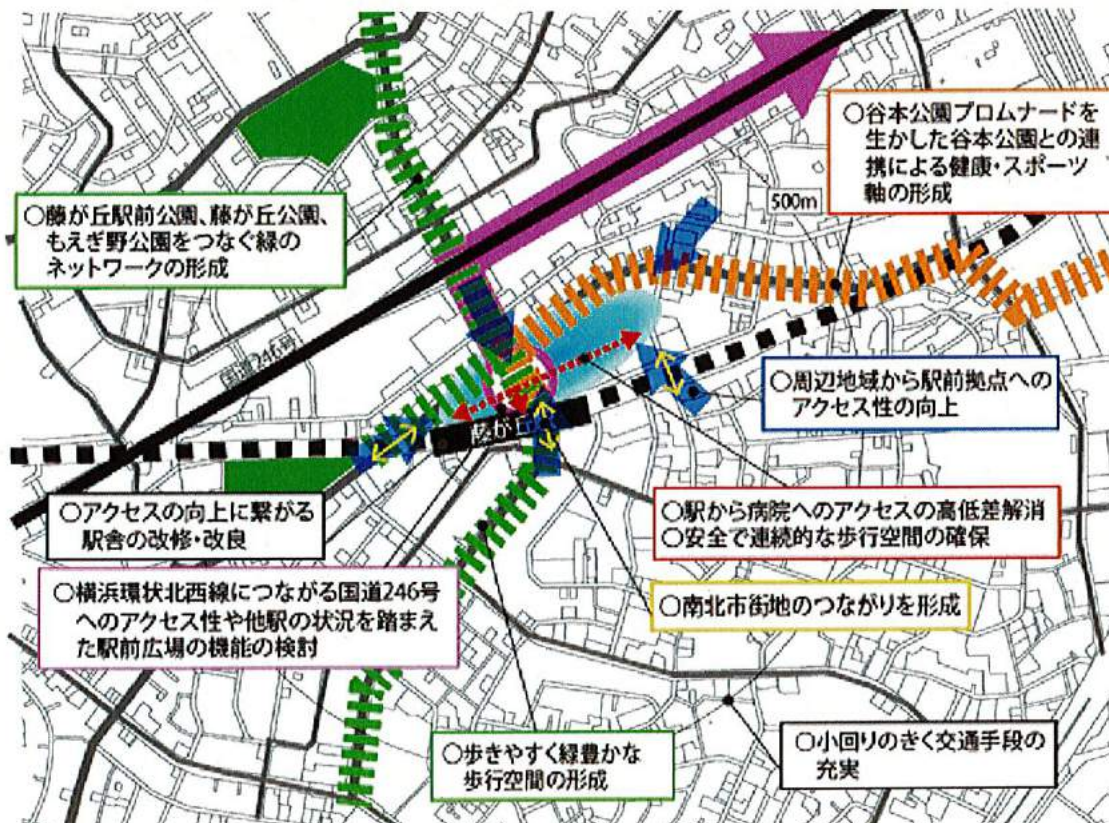 ○谷本公園プロムナードを
生かした谷本公園との連
携による健康・スポーツ
軸の形成
500m
○藤が丘駅前公園、藤が丘公園、
もえぎ野公園をつなぐ緑の
ネットワークの形成
国道246号
○周辺地域から駅前拠点への
アクセス性の向上
藤が丘
○アクセスの向上に繋がる
駅舎の改修・改良
○駅から病院へのアクセスの高低差解消
○安全で連続的な歩行空間の確保
○横浜環状北西線につながる国道246号
へのアクセス性や他駅の状況を踏まえ
た駅前広場の機能の検討
○南北市街地のつながりを形成
○歩きやすく緑豊かな
歩行空間の形成
○小回りのきく交通手段の
充実